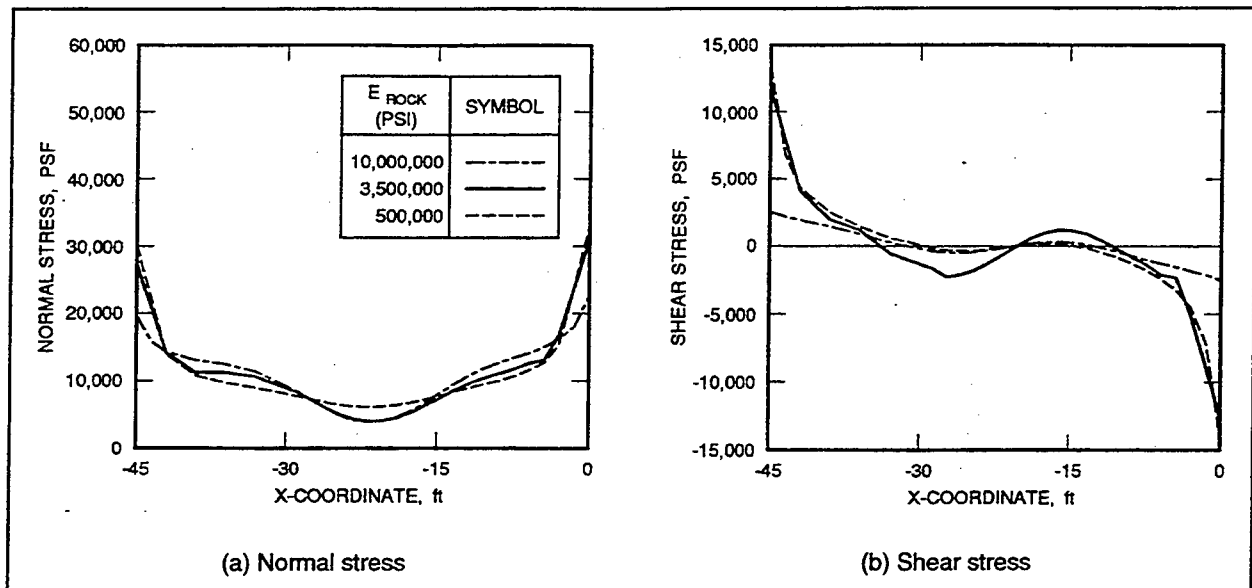 60,000
50,000
40,000
30,000
20,000
10,000
0
NORMAL STRESS, PSF
-45
-30
-15
0
X-COORDINATE, ft
E ROCK
(PSI)
SYMBOL
10,000,000
3,500,000
500,000
(a) Normal stress
15,000
10,000
5,000
0
-5,000
-10,000
-15,000
SHEAR STRESS, PSF
-45
-30
-15
0
X-COORDINATE, ft
(b) Shear stress